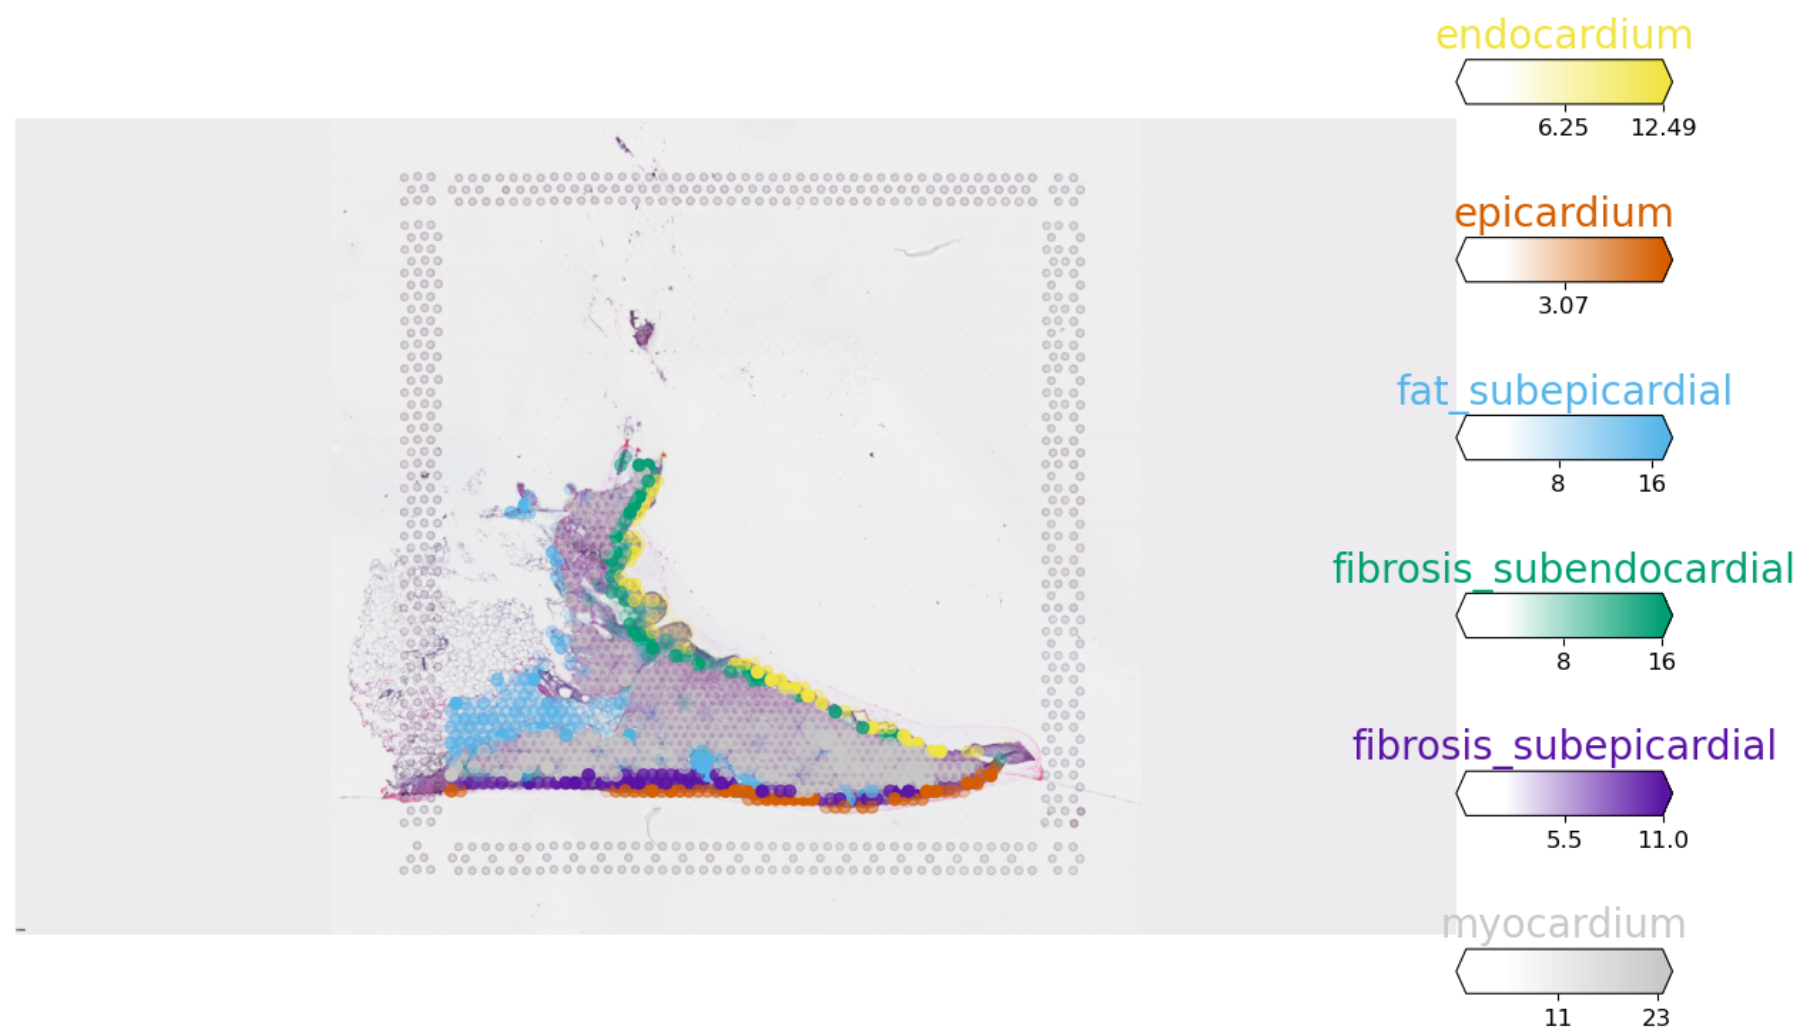 endocardium
6.25 12.49
epicardium
3.07
fat_subepicardial
8 16
fibrosis_subendocardial
8 16
fibrosis_subepicardial
5.5 11.0
myocardium
11 23